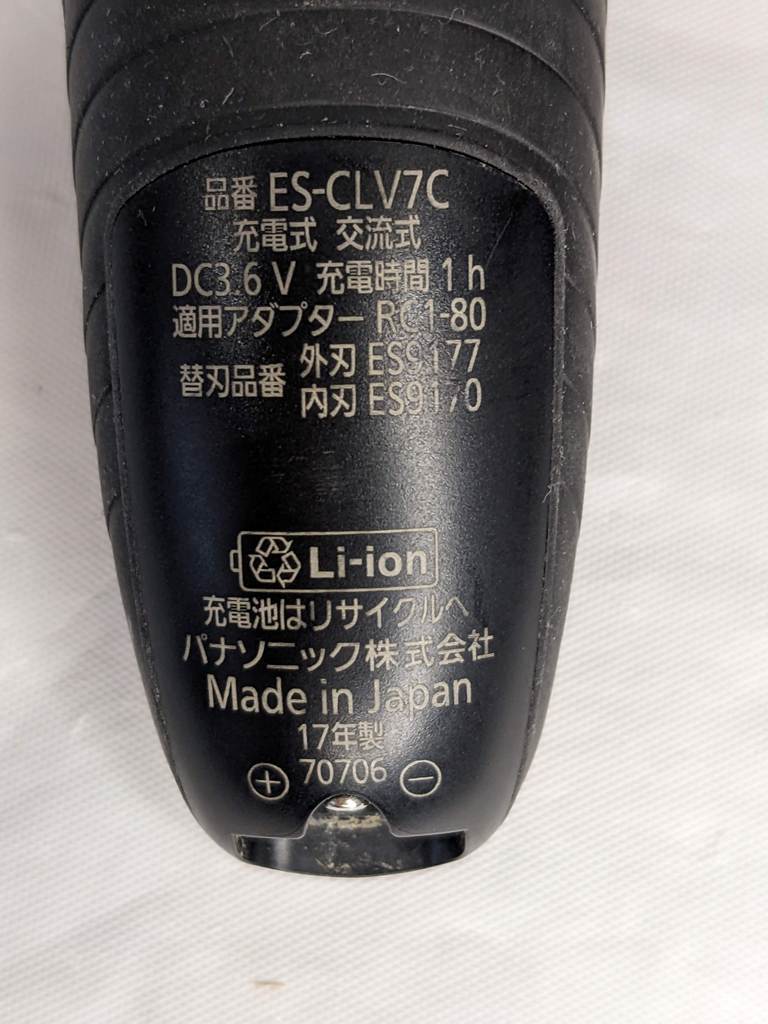 品番 ES-CLV7C
充電式 交流式
DC3.6 V 充電時間 1 h
適用アダプター RC1-80
替刃品番 外刃 ES9177
内刃 ES9170
Li-ion
充電池はリサイクルへ
パナソニック株式会社
Made in Japan
17年製
⊕ 70706 ⊖